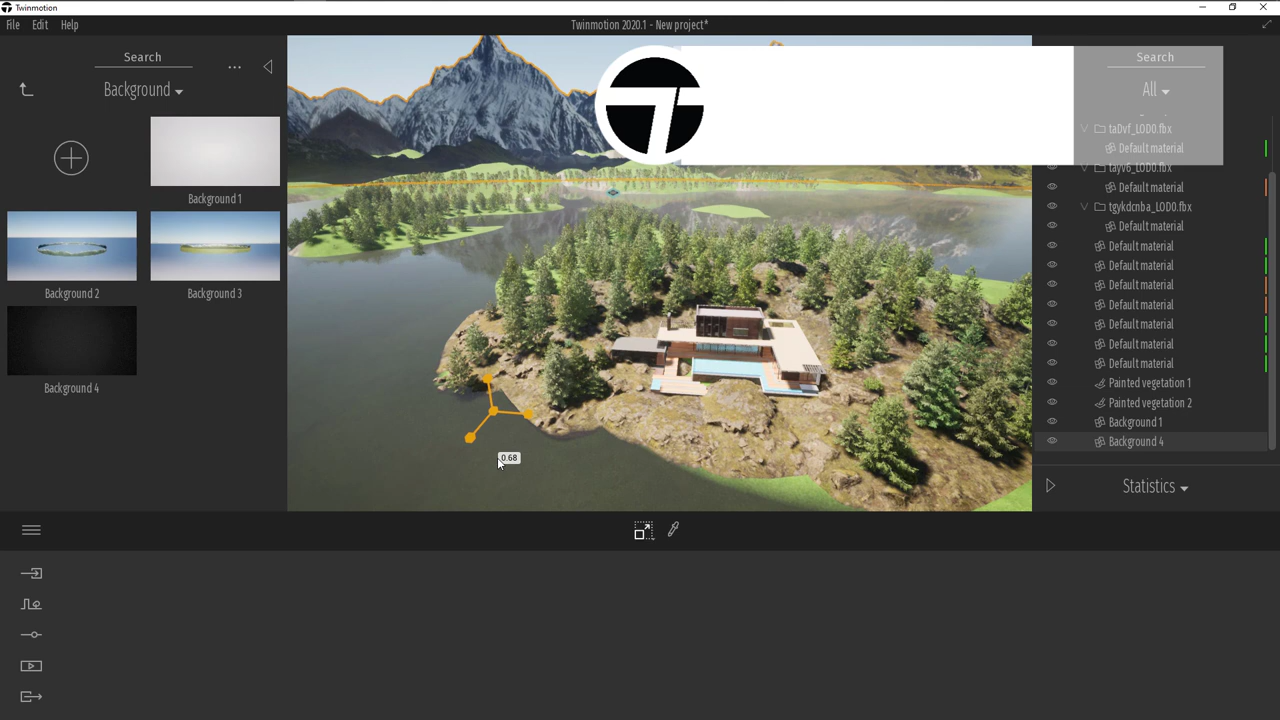 Twinmotion
File Edit Help
Twinmotion 2020.1 - New project*
Search
Background
Background 1
Background 2
Background 3
Background 4
0.68
Search
All
taDvf_LOD0.fbx
Default material
tayv6_LOD0.fbx
Default material
tgykdcnba_LOD0.fbx
Default material
Default material
Default material
Default material
Default material
Default material
Default material
Default material
Painted vegetation 1
Painted vegetation 2
Background 1
Background 4
Statistics